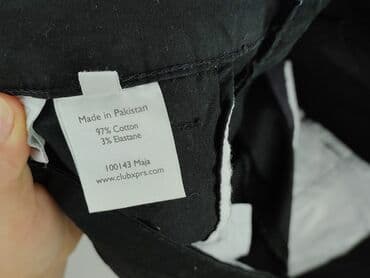 Made in Pakistan
97% Cotton
3% Elastane
100143 Maja
www.clubxprs.com